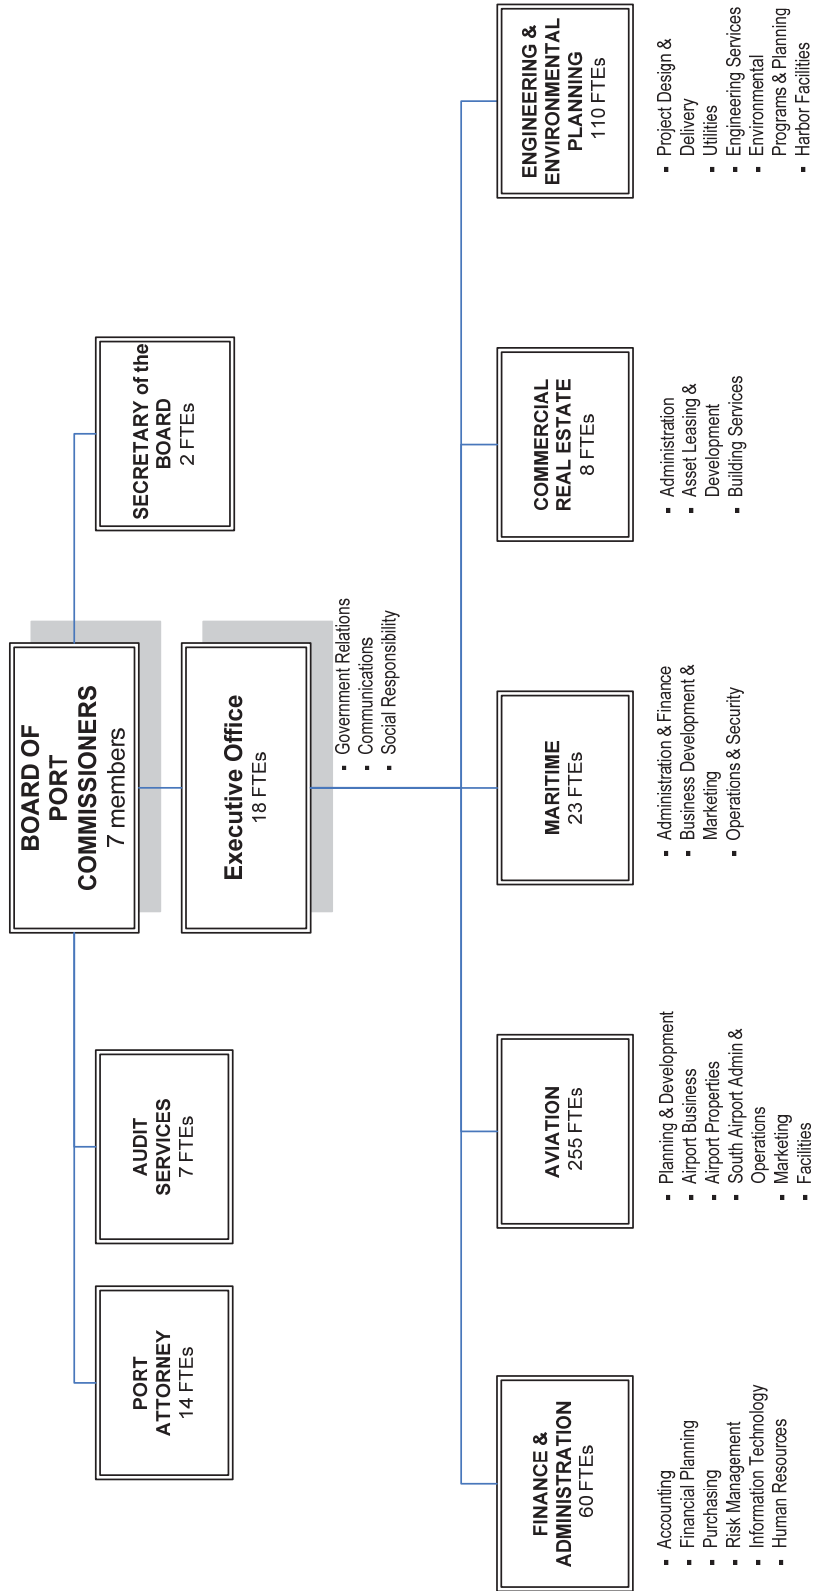 BOARD OF
PORT
COMMISSIONERS
7 members
PORT
ATTORNEY
14 FTEs
AUDIT
SERVICES
7 FTEs
SECRETARY of the
BOARD
2 FTEs
Executive Office
18 FTEs
▪ Government Relations
▪ Communications
▪ Social Responsibility
FINANCE &
ADMINISTRATION
60 FTEs
▪ Accounting
▪ Financial Planning
▪ Purchasing
▪ Risk Management
▪ Information Technology
▪ Human Resources
AVIATION
255 FTEs
▪ Planning & Development
▪ Airport Business
▪ Airport Properties
▪ South Airport Admin &
Operations
▪ Marketing
▪ Facilities
MARITIME
23 FTEs
▪ Administration & Finance
▪ Business Development &
Marketing
▪ Operations & Security
COMMERCIAL
REAL ESTATE
8 FTEs
▪ Administration
▪ Asset Leasing &
Development
▪ Building Services
ENGINEERING &
ENVIRONMENTAL
PLANNING
110 FTEs
▪ Project Design &
Delivery
▪ Utilities
▪ Engineering Services
▪ Environmental
Programs & Planning
▪ Harbor Facilities